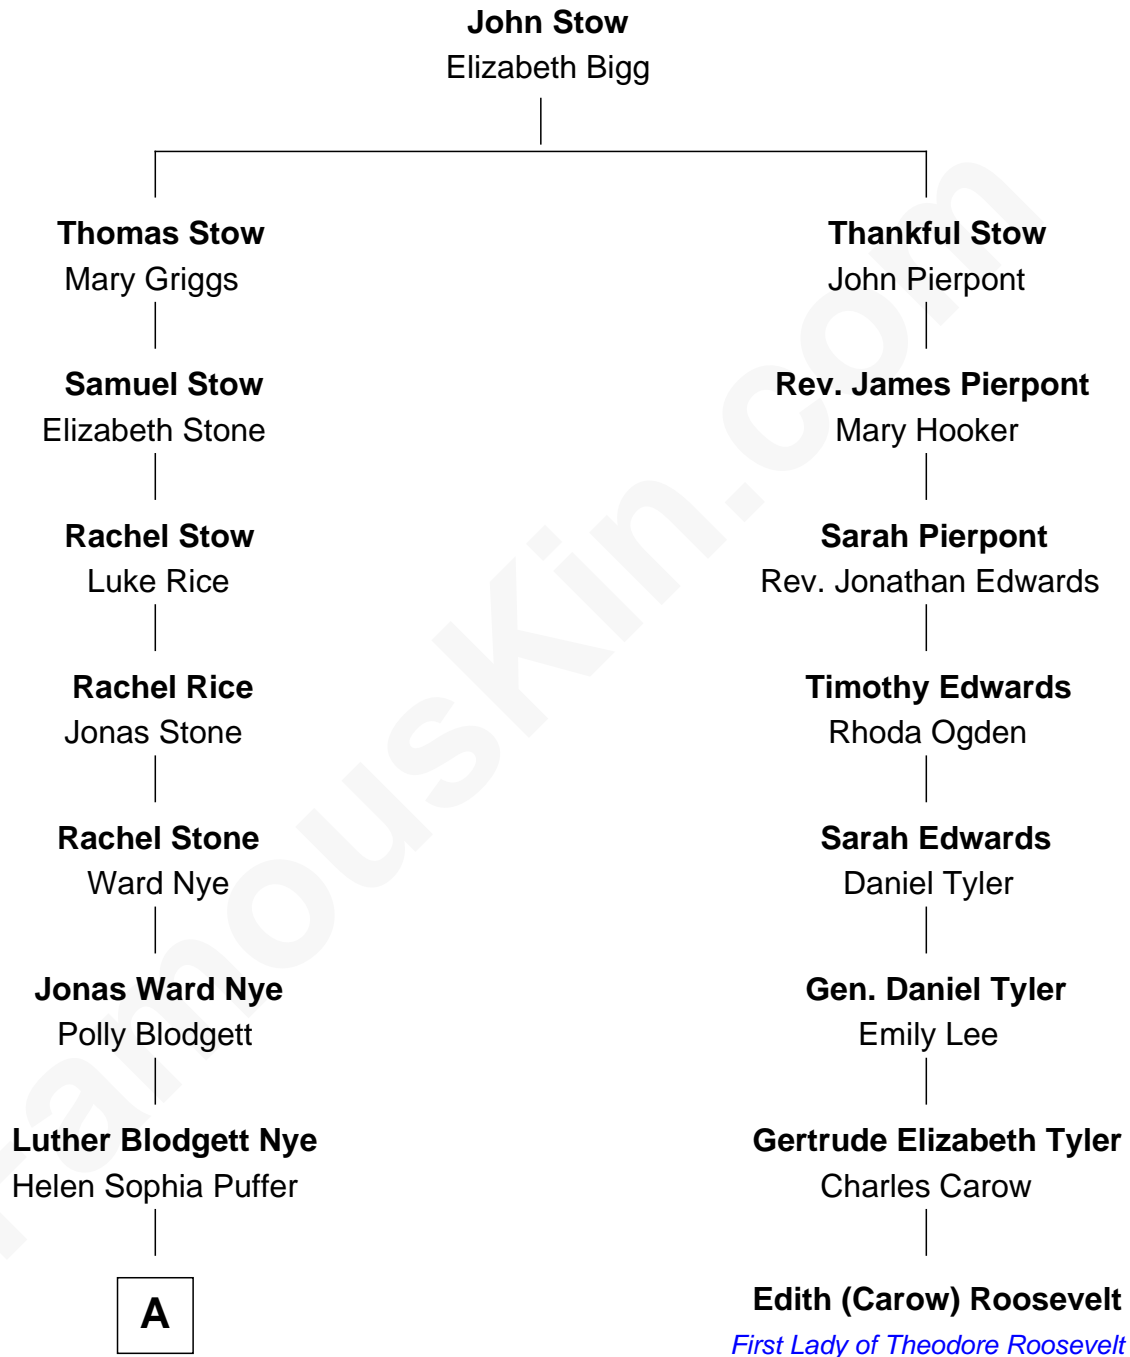 John Stow
Elizabeth Bigg
Thomas Stow
Mary Griggs
Thankful Stow
John Pierpont
Samuel Stow
Elizabeth Stone
Rev. James Pierpont
Mary Hooker
Rachel Stow
Luke Rice
Sarah Pierpont
Rev. Jonathan Edwards
Rachel Rice
Jonas Stone
Timothy Edwards
Rhoda Ogden
Rachel Stone
Ward Nye
Sarah Edwards
Daniel Tyler
Jonas Ward Nye
Polly Blodgett
Gen. Daniel Tyler
Emily Lee
Luther Blodgett Nye
Helen Sophia Puffer
Gertrude Elizabeth Tyler
Charles Carow
A
Edith (Carow) Roosevelt
First Lady of Theodore Roosevelt
FamousKin.com